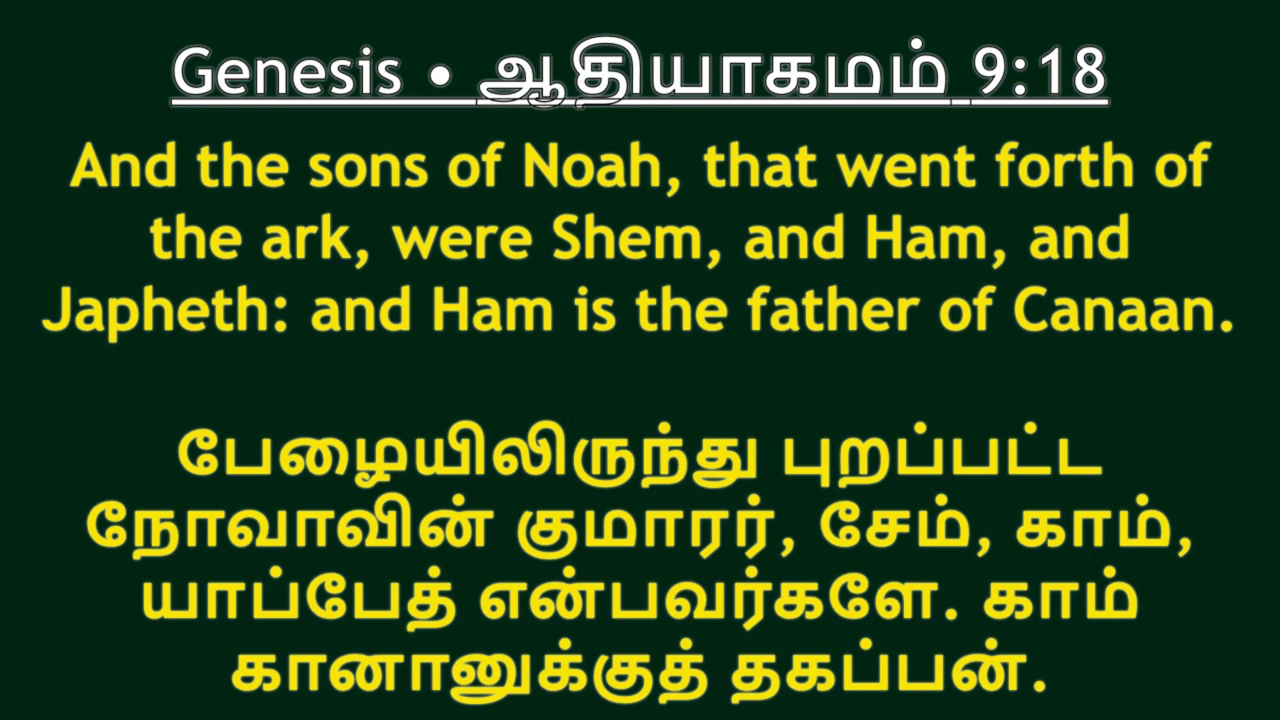 Genesis • ஆதியாகமம் 9:18
And the sons of Noah, that went forth of
the ark, were Shem, and Ham, and
Japheth: and Ham is the father of Canaan.
பேழையிலிருந்து புறப்பட்ட
நோவாவின் குமாரர், சேம், காம்,
யாப்பேத் என்பவர்களே. காம்
கானானுக்குத் தகப்பன்.